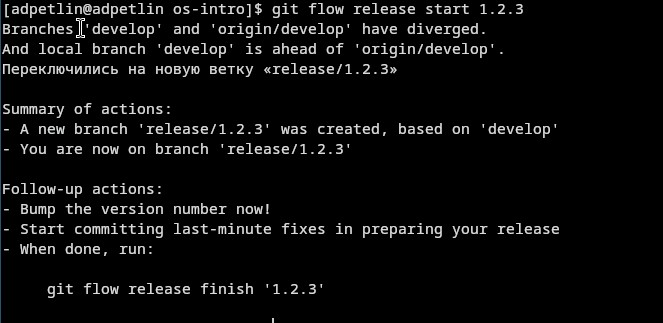 [adpetlin@adpetlin os-intro]$ git flow release start 1.2.3
Branches 'develop' and 'origin/develop' have diverged.
And local branch 'develop' is ahead of 'origin/develop'.
Переключились на новую ветку «release/1.2.3»
Summary of actions:
- A new branch 'release/1.2.3' was created, based on 'develop'
- You are now on branch 'release/1.2.3'
Follow-up actions:
- Bump the version number now!
- Start committing last-minute fixes in preparing your release
- When done, run:
git flow release finish '1.2.3'